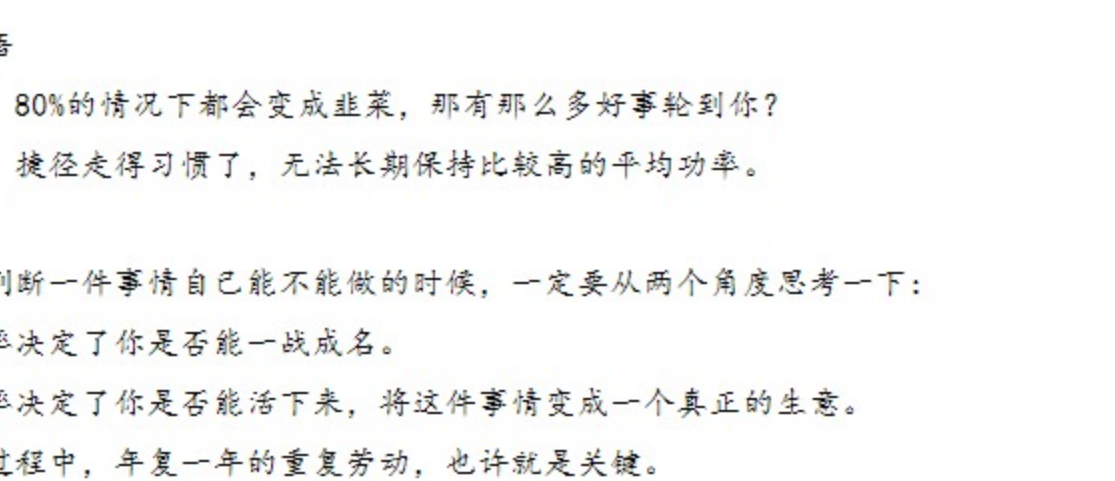 80%的情况下都会变成韭菜，那有那么多好事轮到你？
捷径走得习惯了，无法长期保持比较高的平均功率。
判断一件事情自己能不能做的时候，一定要从两个角度思考一下：
率决定了你是否能一战成名。
率决定了你是否能活下来，将这件事情变成一个真正的生意。
过程中，年复一年的重复劳动，也许就是关键。